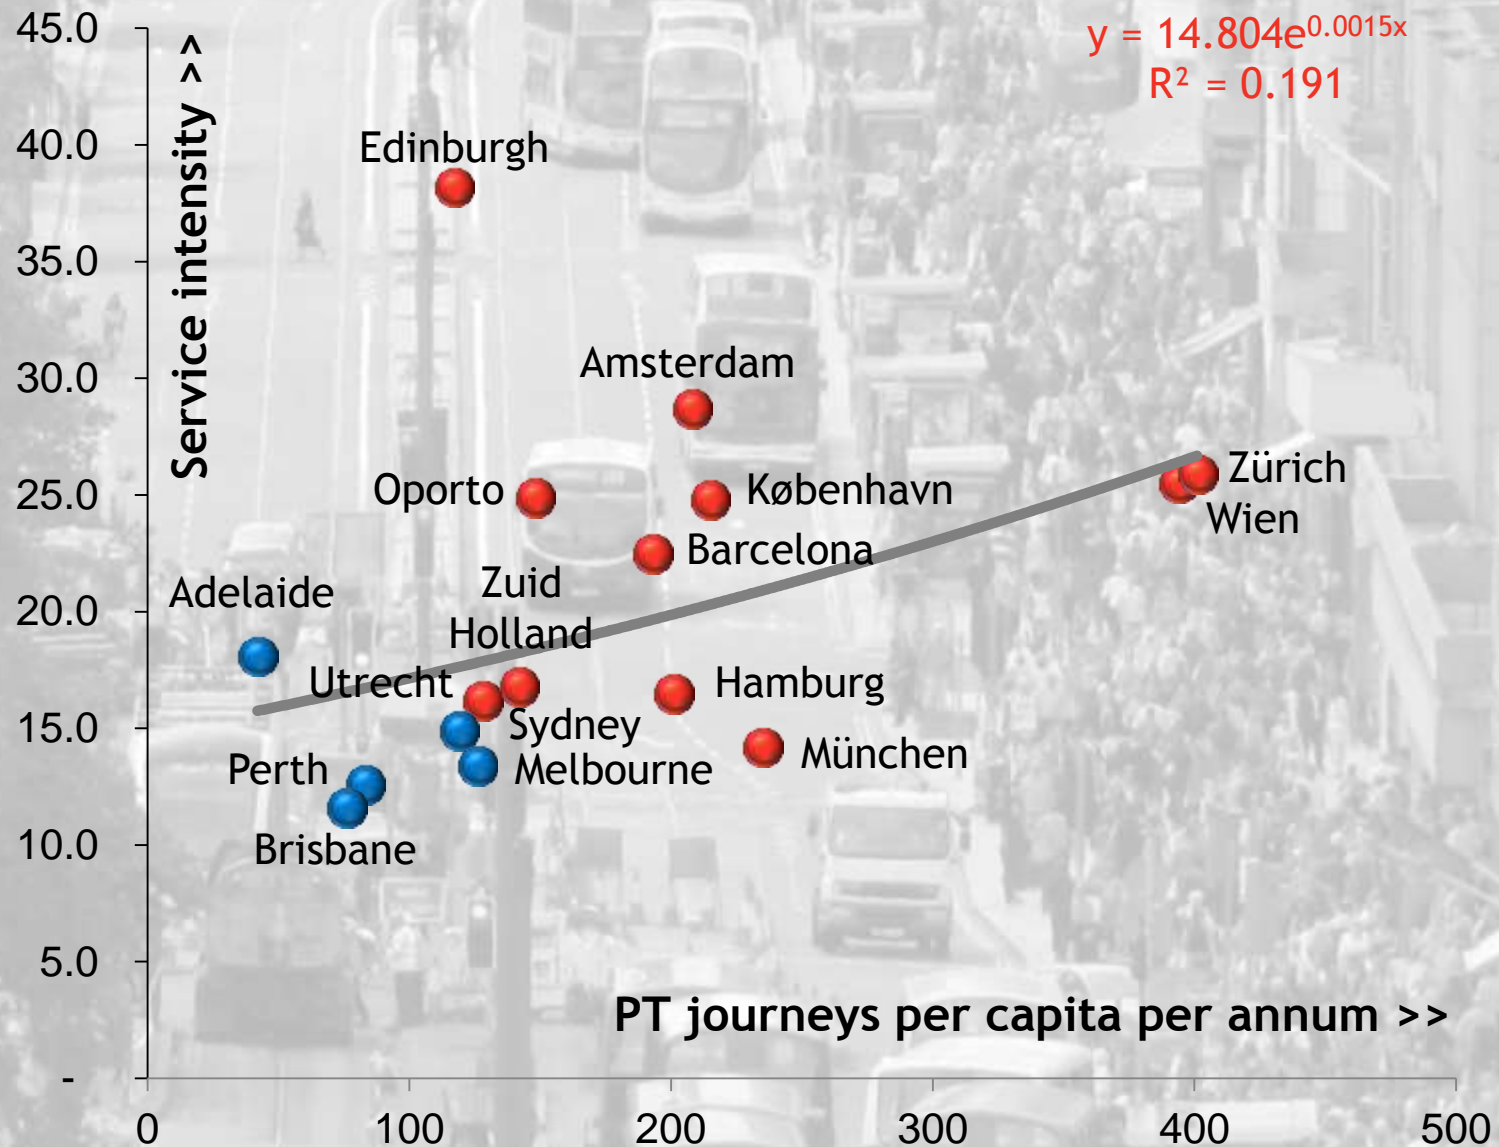 y = 14.804e^0.0015x
R² = 0.191
45.0
40.0
35.0
30.0
25.0
20.0
15.0
10.0
5.0
-
Service intensity >>
Edinburgh
Amsterdam
Oporto
København
Zürich
Wien
Barcelona
Zuid
Holland
Adelaide
Utrecht
Hamburg
Sydney
München
Perth
Melbourne
Brisbane
PT journeys per capita per annum >>
0 100 200 300 400 500